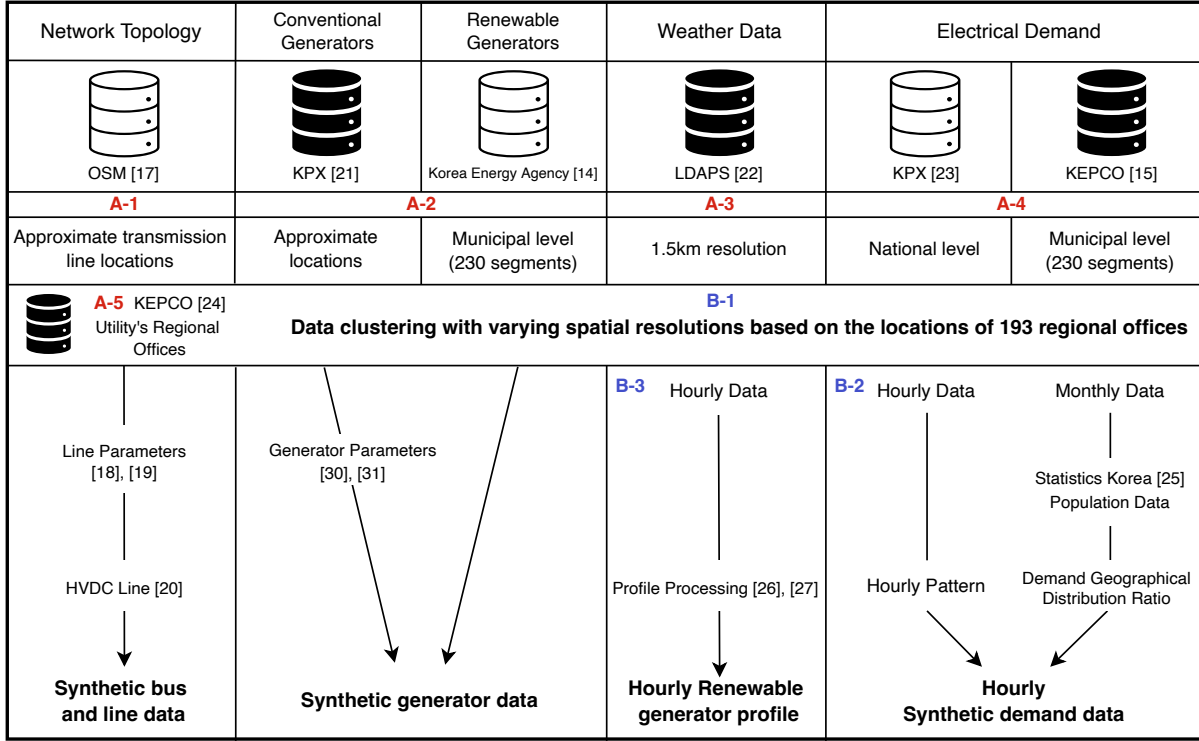 Network Topology
Conventional
Generators
Renewable
Generators
Weather Data
Electrical Demand
OSM [17]
KPX [21]
Korea Energy Agency [14]
LDAPS [22]
KPX [23]
KEPCO [15]
A-1
A-2
A-3
A-4
Approximate transmission
line locations
Approximate
locations
Municipal level
(230 segments)
1.5km resolution
National level
Municipal level
(230 segments)
A-5 KEPCO [24]
Utility's Regional
Offices
B-1
Data clustering with varying spatial resolutions based on the locations of 193 regional offices
Line Parameters
[18], [19]
HVDC Line [20]
Synthetic bus
and line data
Generator Parameters
[30], [31]
Synthetic generator data
B-3 Hourly Data
Profile Processing [26], [27]
Hourly Renewable
generator profile
B-2 Hourly Data
Hourly Pattern
Monthly Data
Statistics Korea [25]
Population Data
Demand Geographical
Distribution Ratio
Hourly
Synthetic demand data